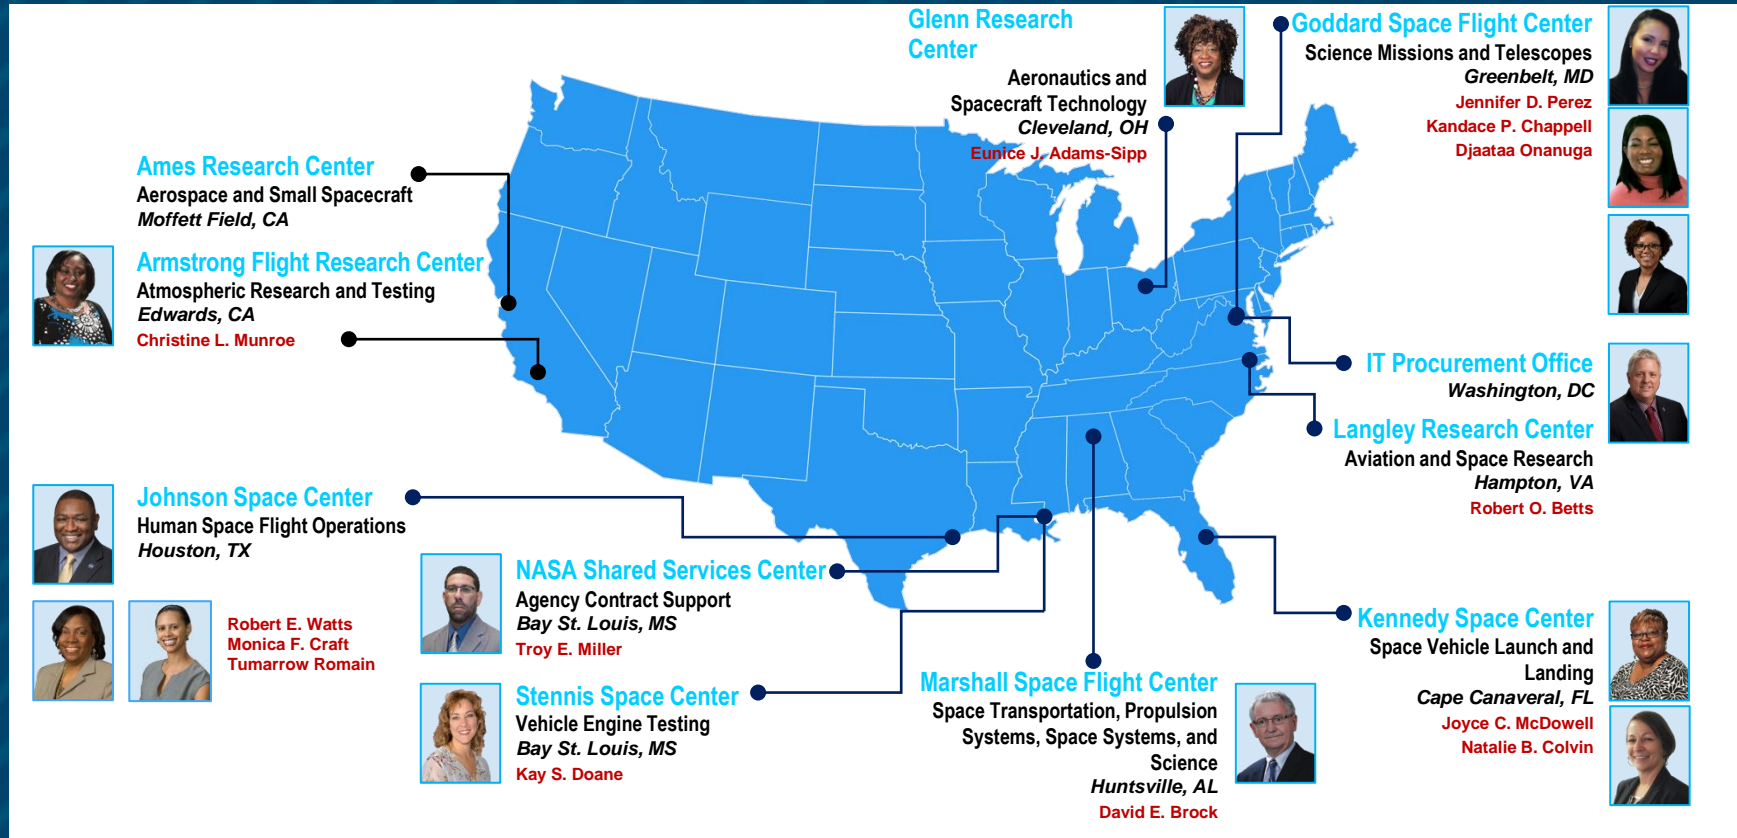 Glenn Research
Center
Aeronautics and
Spacecraft Technology
Cleveland, OH
Eunice J. Adams-Sipp
Goddard Space Flight Center
Science Missions and Telescopes
Greenbelt, MD
Jennifer D. Perez
Kandace P. Chappell
Djaataa Onanuga
Ames Research Center
Aerospace and Small Spacecraft
Moffett Field, CA
Armstrong Flight Research Center
Atmospheric Research and Testing
Edwards, CA
Christine L. Munroe
IT Procurement Office
Washington, DC
Langley Research Center
Aviation and Space Research
Hampton, VA
Robert O. Betts
Johnson Space Center
Human Space Flight Operations
Houston, TX
Robert E. Watts
Monica F. Craft
Tumarrow Romain
NASA Shared Services Center
Agency Contract Support
Bay St. Louis, MS
Troy E. Miller
Stennis Space Center
Vehicle Engine Testing
Bay St. Louis, MS
Kay S. Doane
Marshall Space Flight Center
Space Transportation, Propulsion
Systems, Space Systems, and
Science
Huntsville, AL
David E. Brock
Kennedy Space Center
Space Vehicle Launch and
Landing
Cape Canaveral, FL
Joyce C. McDowell
Natalie B. Colvin